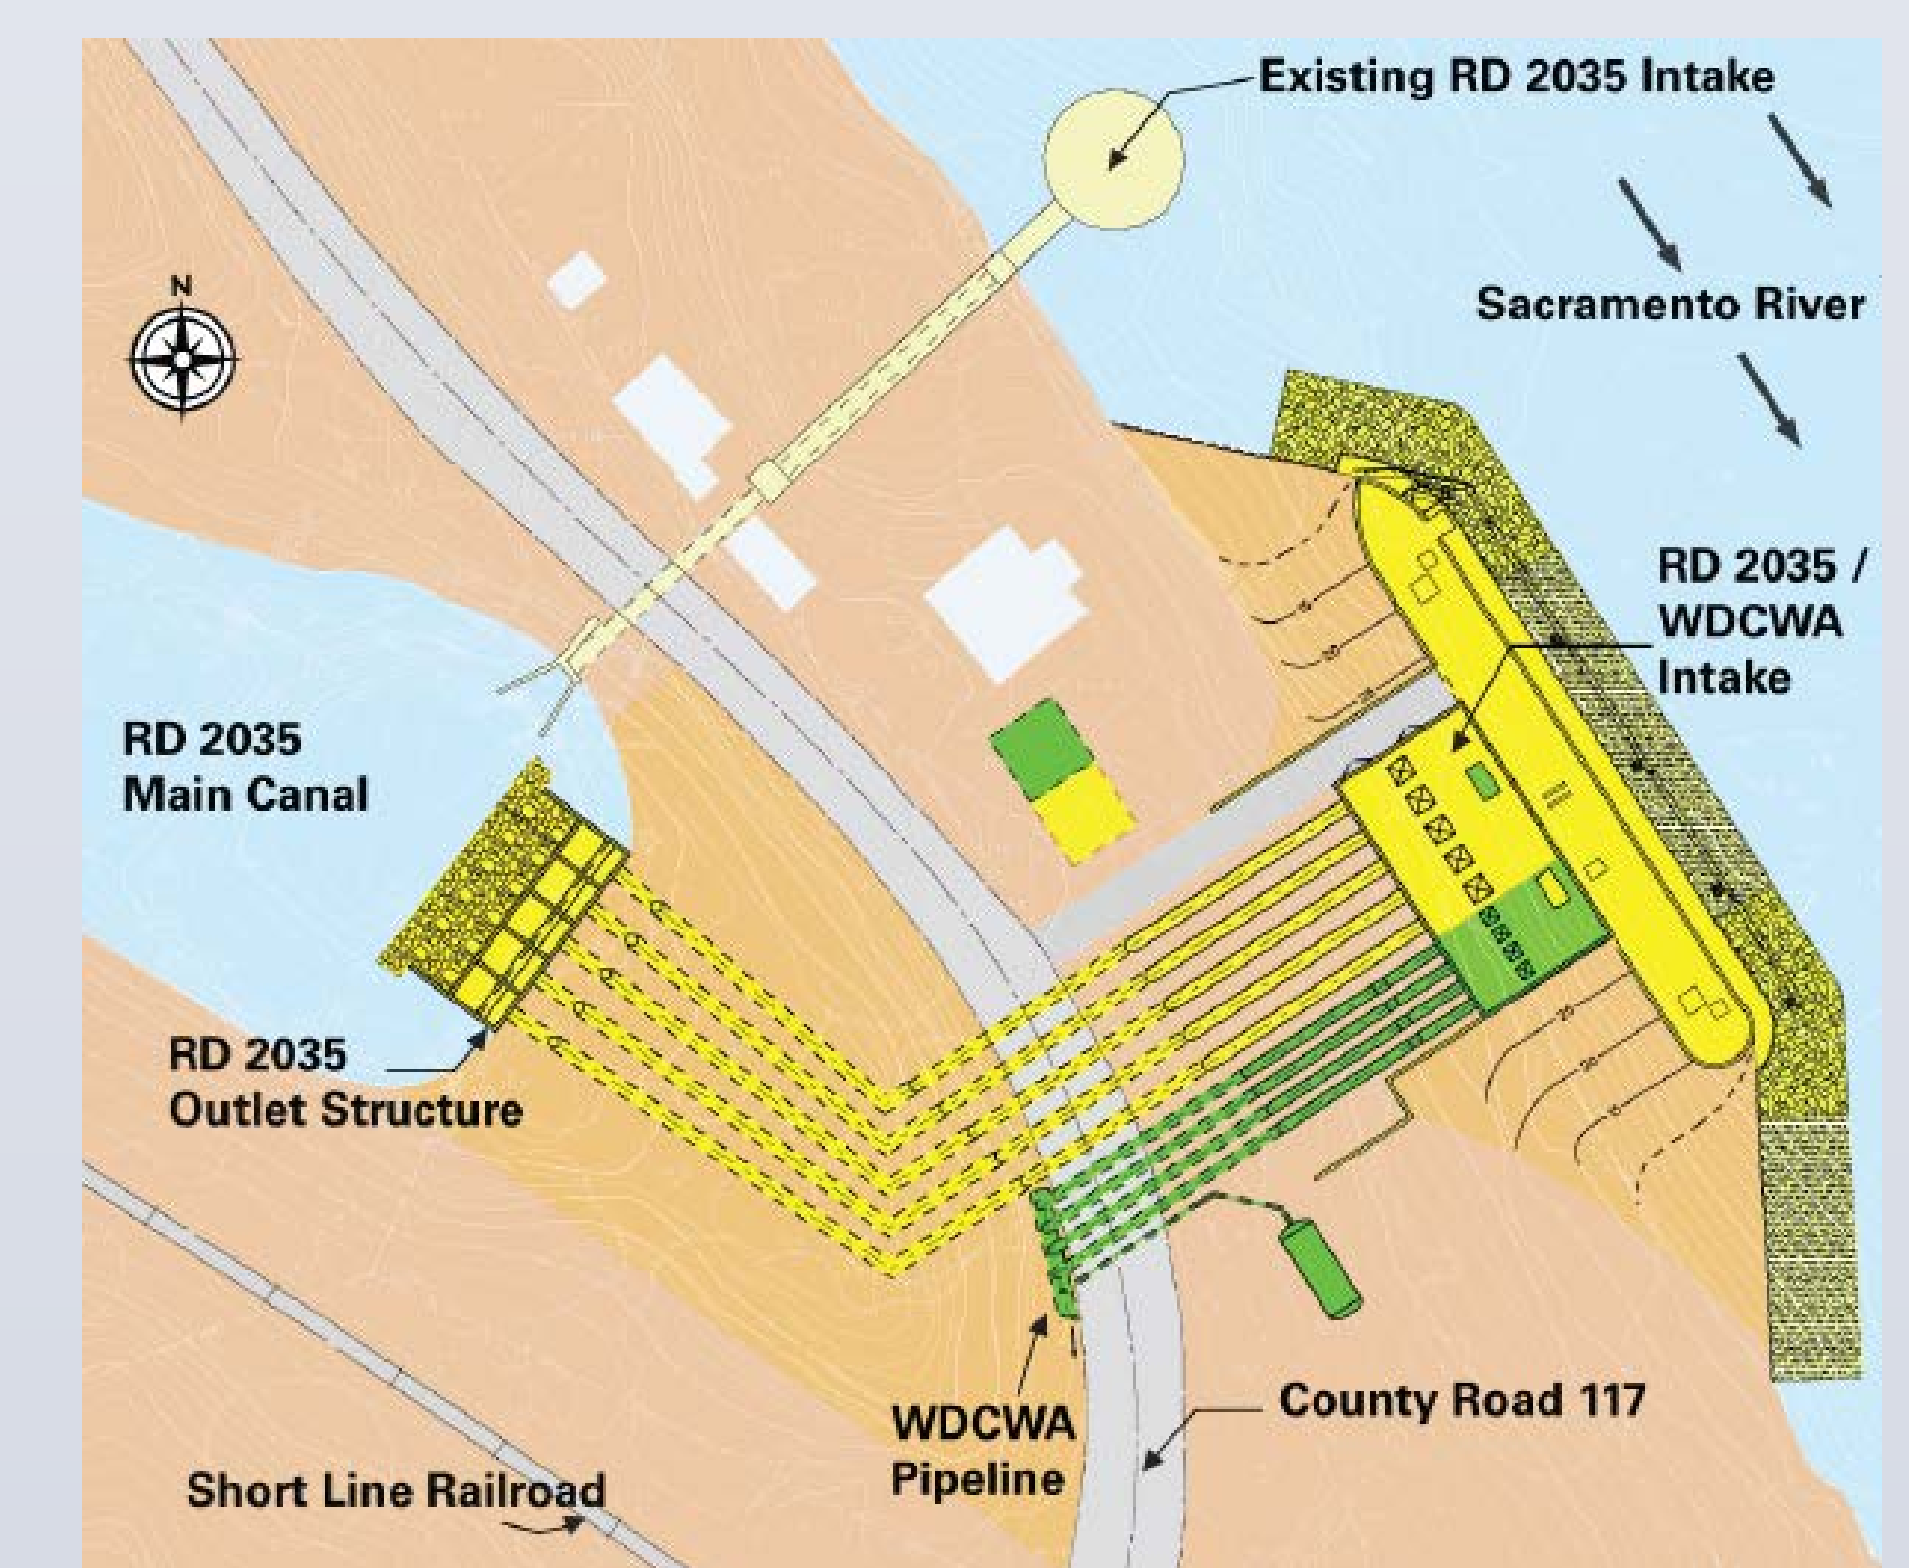 Existing RD 2035 Intake
N
Sacramento River
RD 2035 /
WDCWA
Intake
RD 2035
Main Canal
RD 2035
Outlet Structure
WDCWA
Pipeline
County Road 117
Short Line Railroad